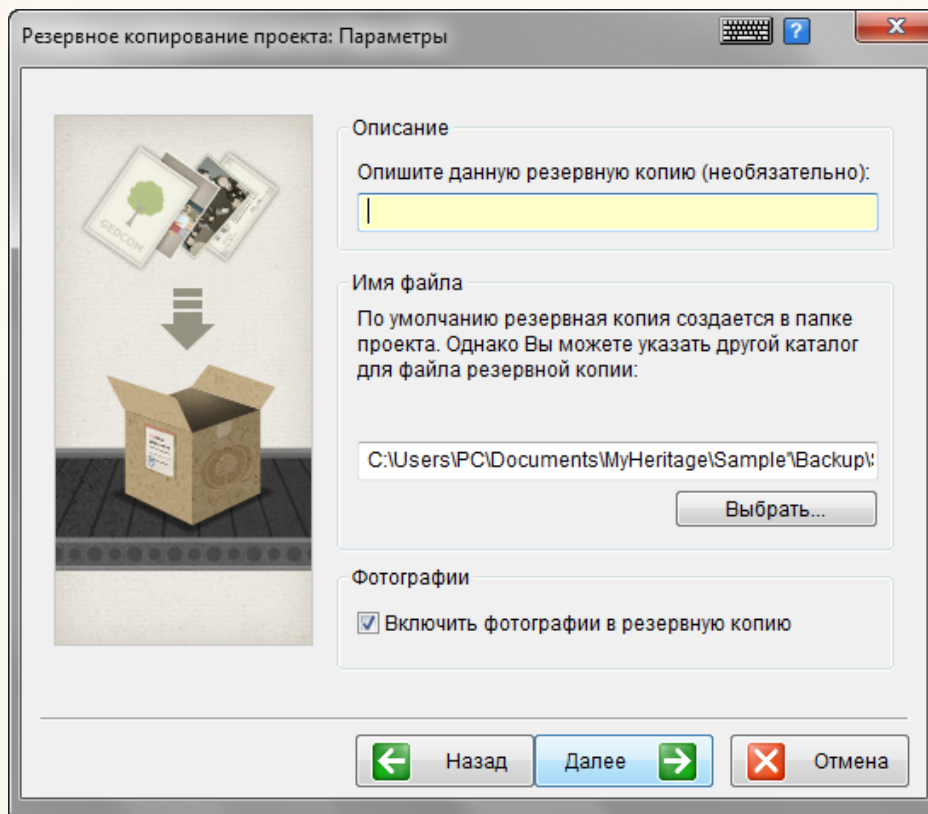 Резервное копирование проекта: Параметры
?
GEDCOM
Описание
Опишите данную резервную копию (необязательно):
Имя файла
По умолчанию резервная копия создается в папке
проекта. Однако Вы можете указать другой каталог
для файла резервной копии:
C:\Users\PC\Documents\MyHeritage\Sample'\Backup\
Выбрать...
Фотографии
Включить фотографии в резервную копию
Назад
Далее
Отмена